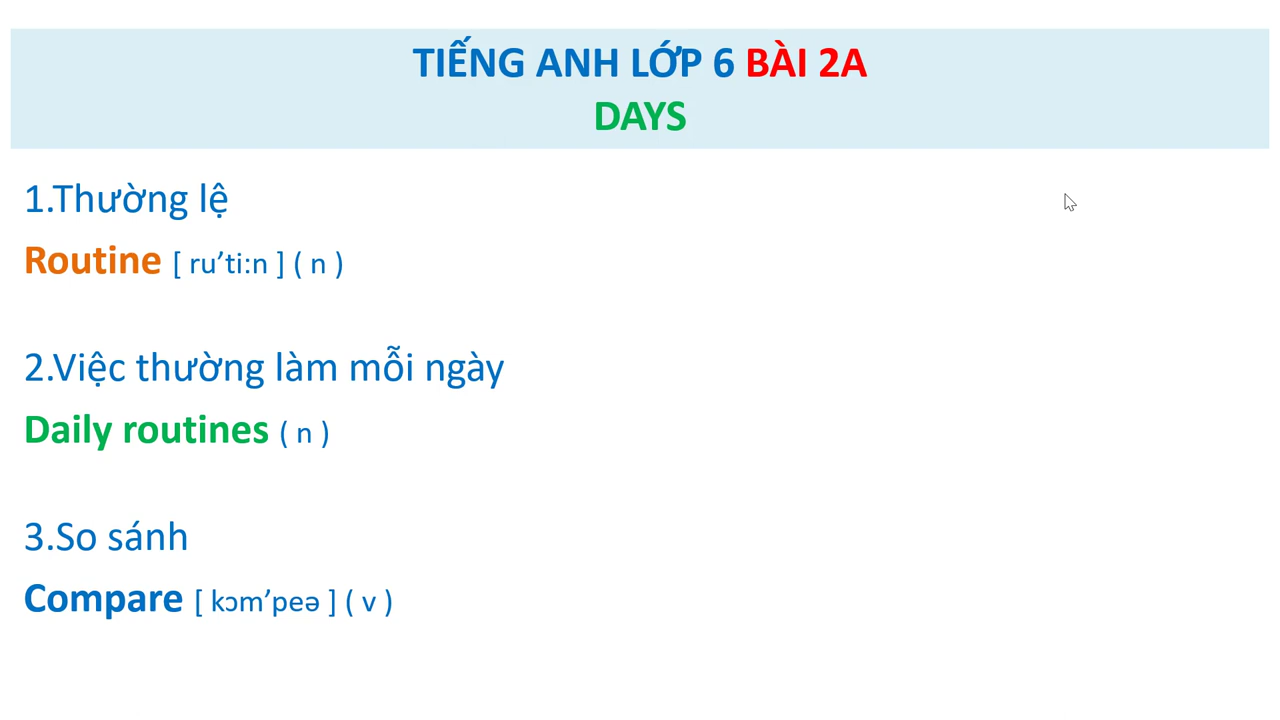 TIẾNG ANH LỚP 6 BÀI 2A
DAYS
1.Thường lệ
Routine [ ru’ti:n ] ( n )
2.Việc thường làm mỗi ngày
Daily routines ( n )
3.So sánh
Compare [ kɔm’peə ] ( v )